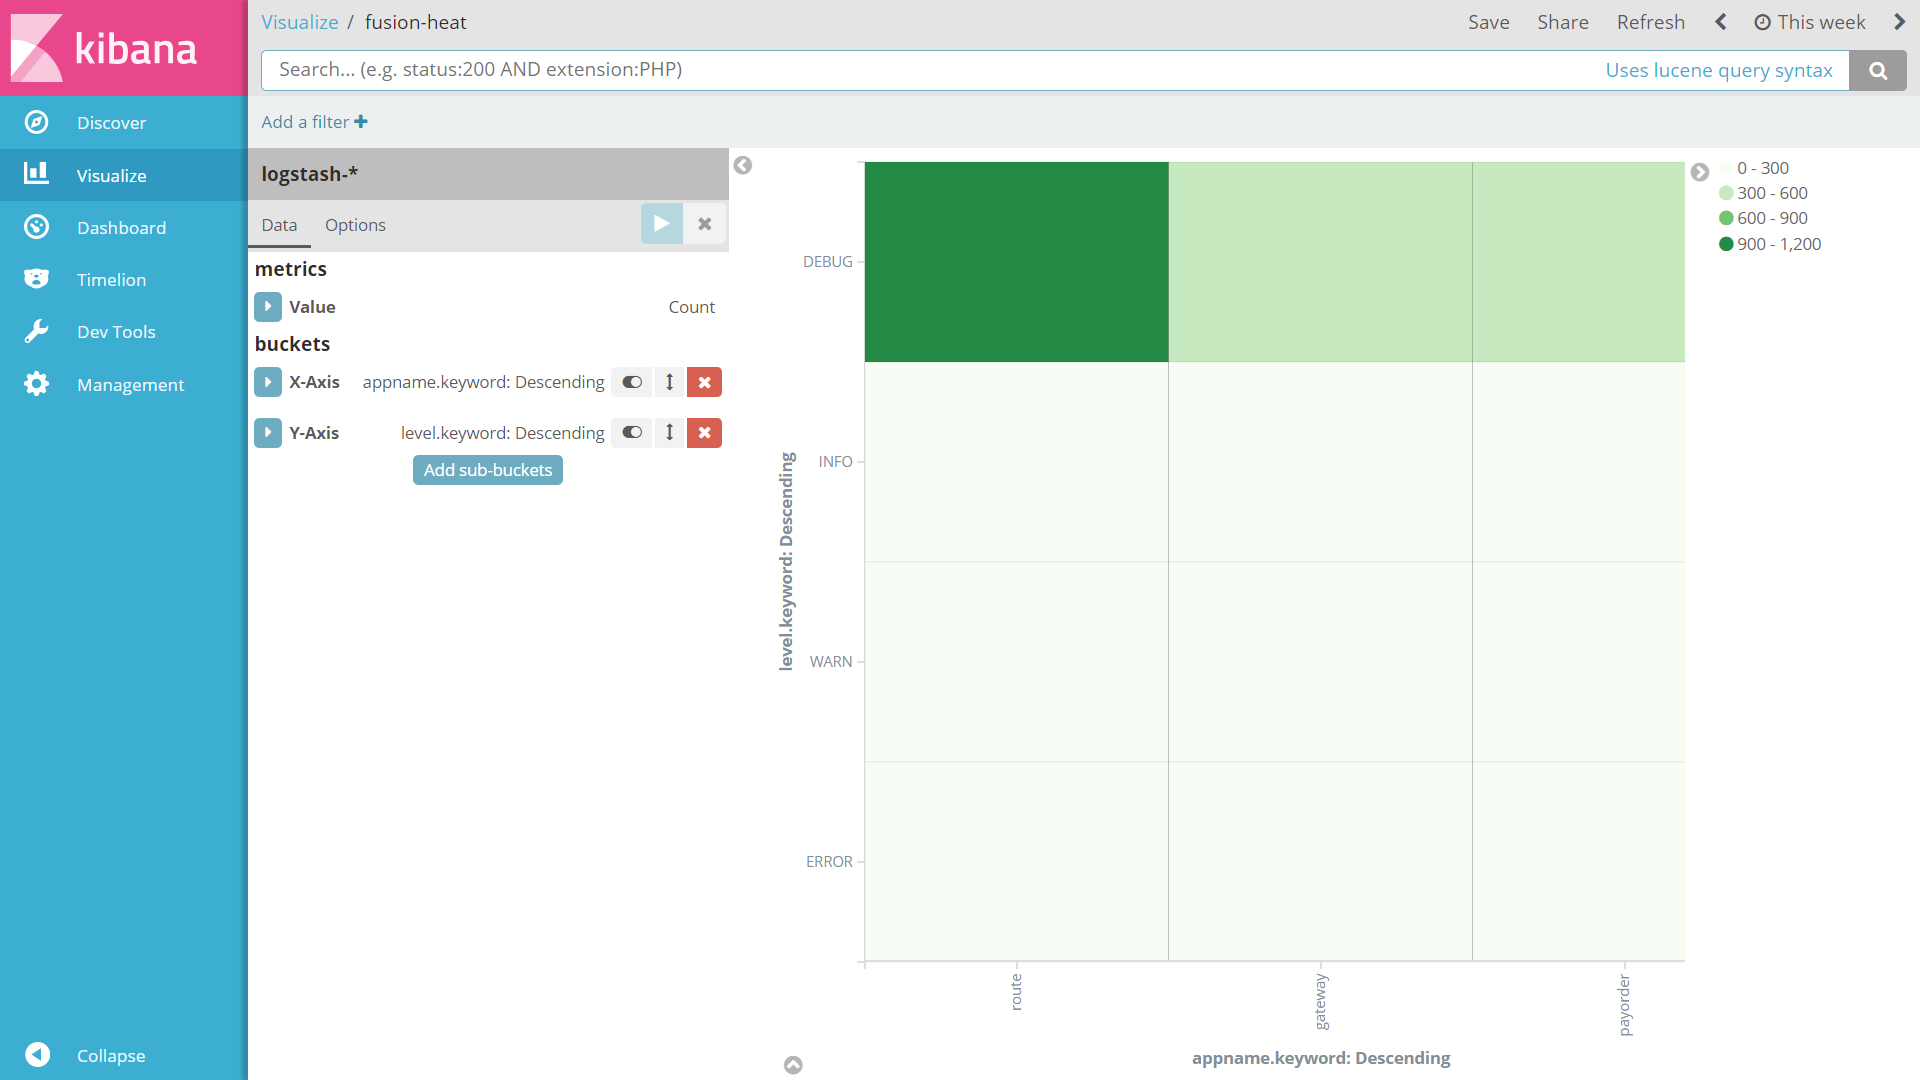 kibana
Visualize / fusion-heat
Save Share Refresh This week
Search... (e.g. status:200 AND extension:PHP) Uses lucene query syntax
Add a filter
Discover
Visualize
Dashboard
Timelion
Dev Tools
Management
Collapse
logstash-*
Data Options
metrics
Value Count
buckets
X-Axis appname.keyword: Descending
Y-Axis level.keyword: Descending
Add sub-buckets
level.keyword: Descending
DEBUG
INFO
WARN
ERROR
route
gateway
payorder
appname.keyword: Descending
0 - 300
300 - 600
600 - 900
900 - 1,200